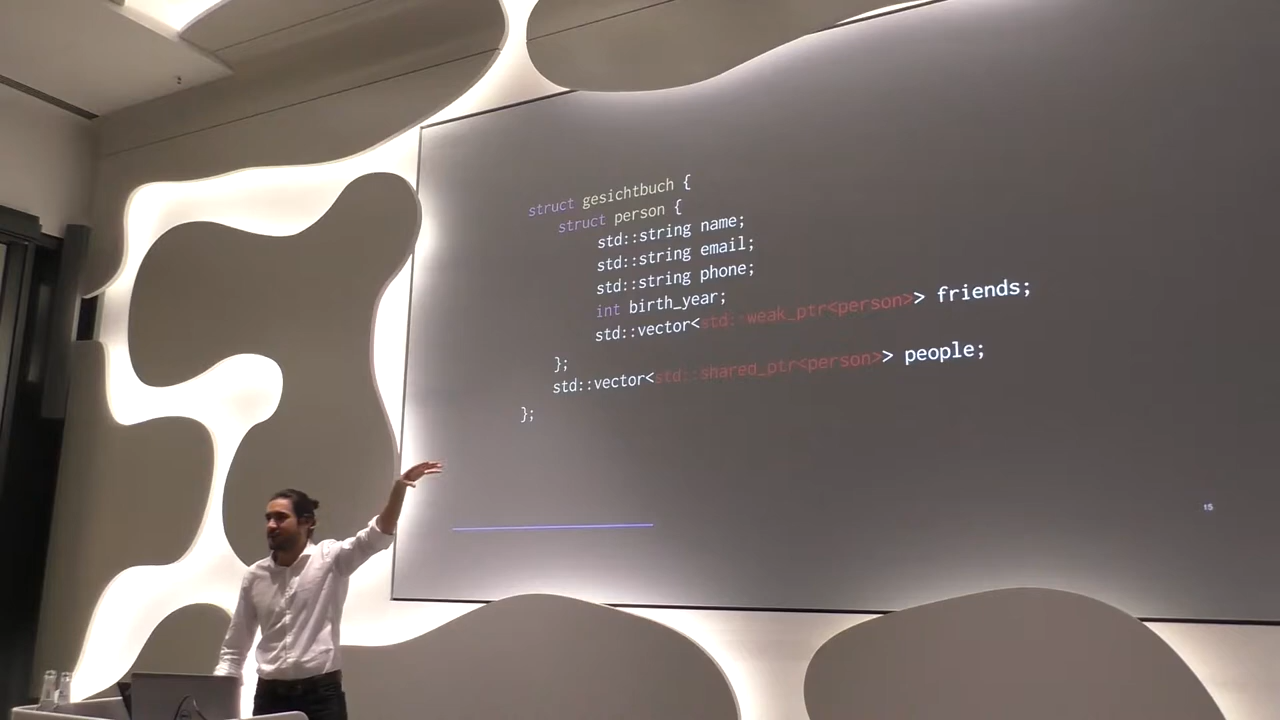 struct gesichtbuch {
struct person {
std::string name;
std::string email;
std::string phone;
int birth_year;
std::vector<std::weak_ptr<person>> friends;
};
std::vector<std::shared_ptr<person>> people;
};
15